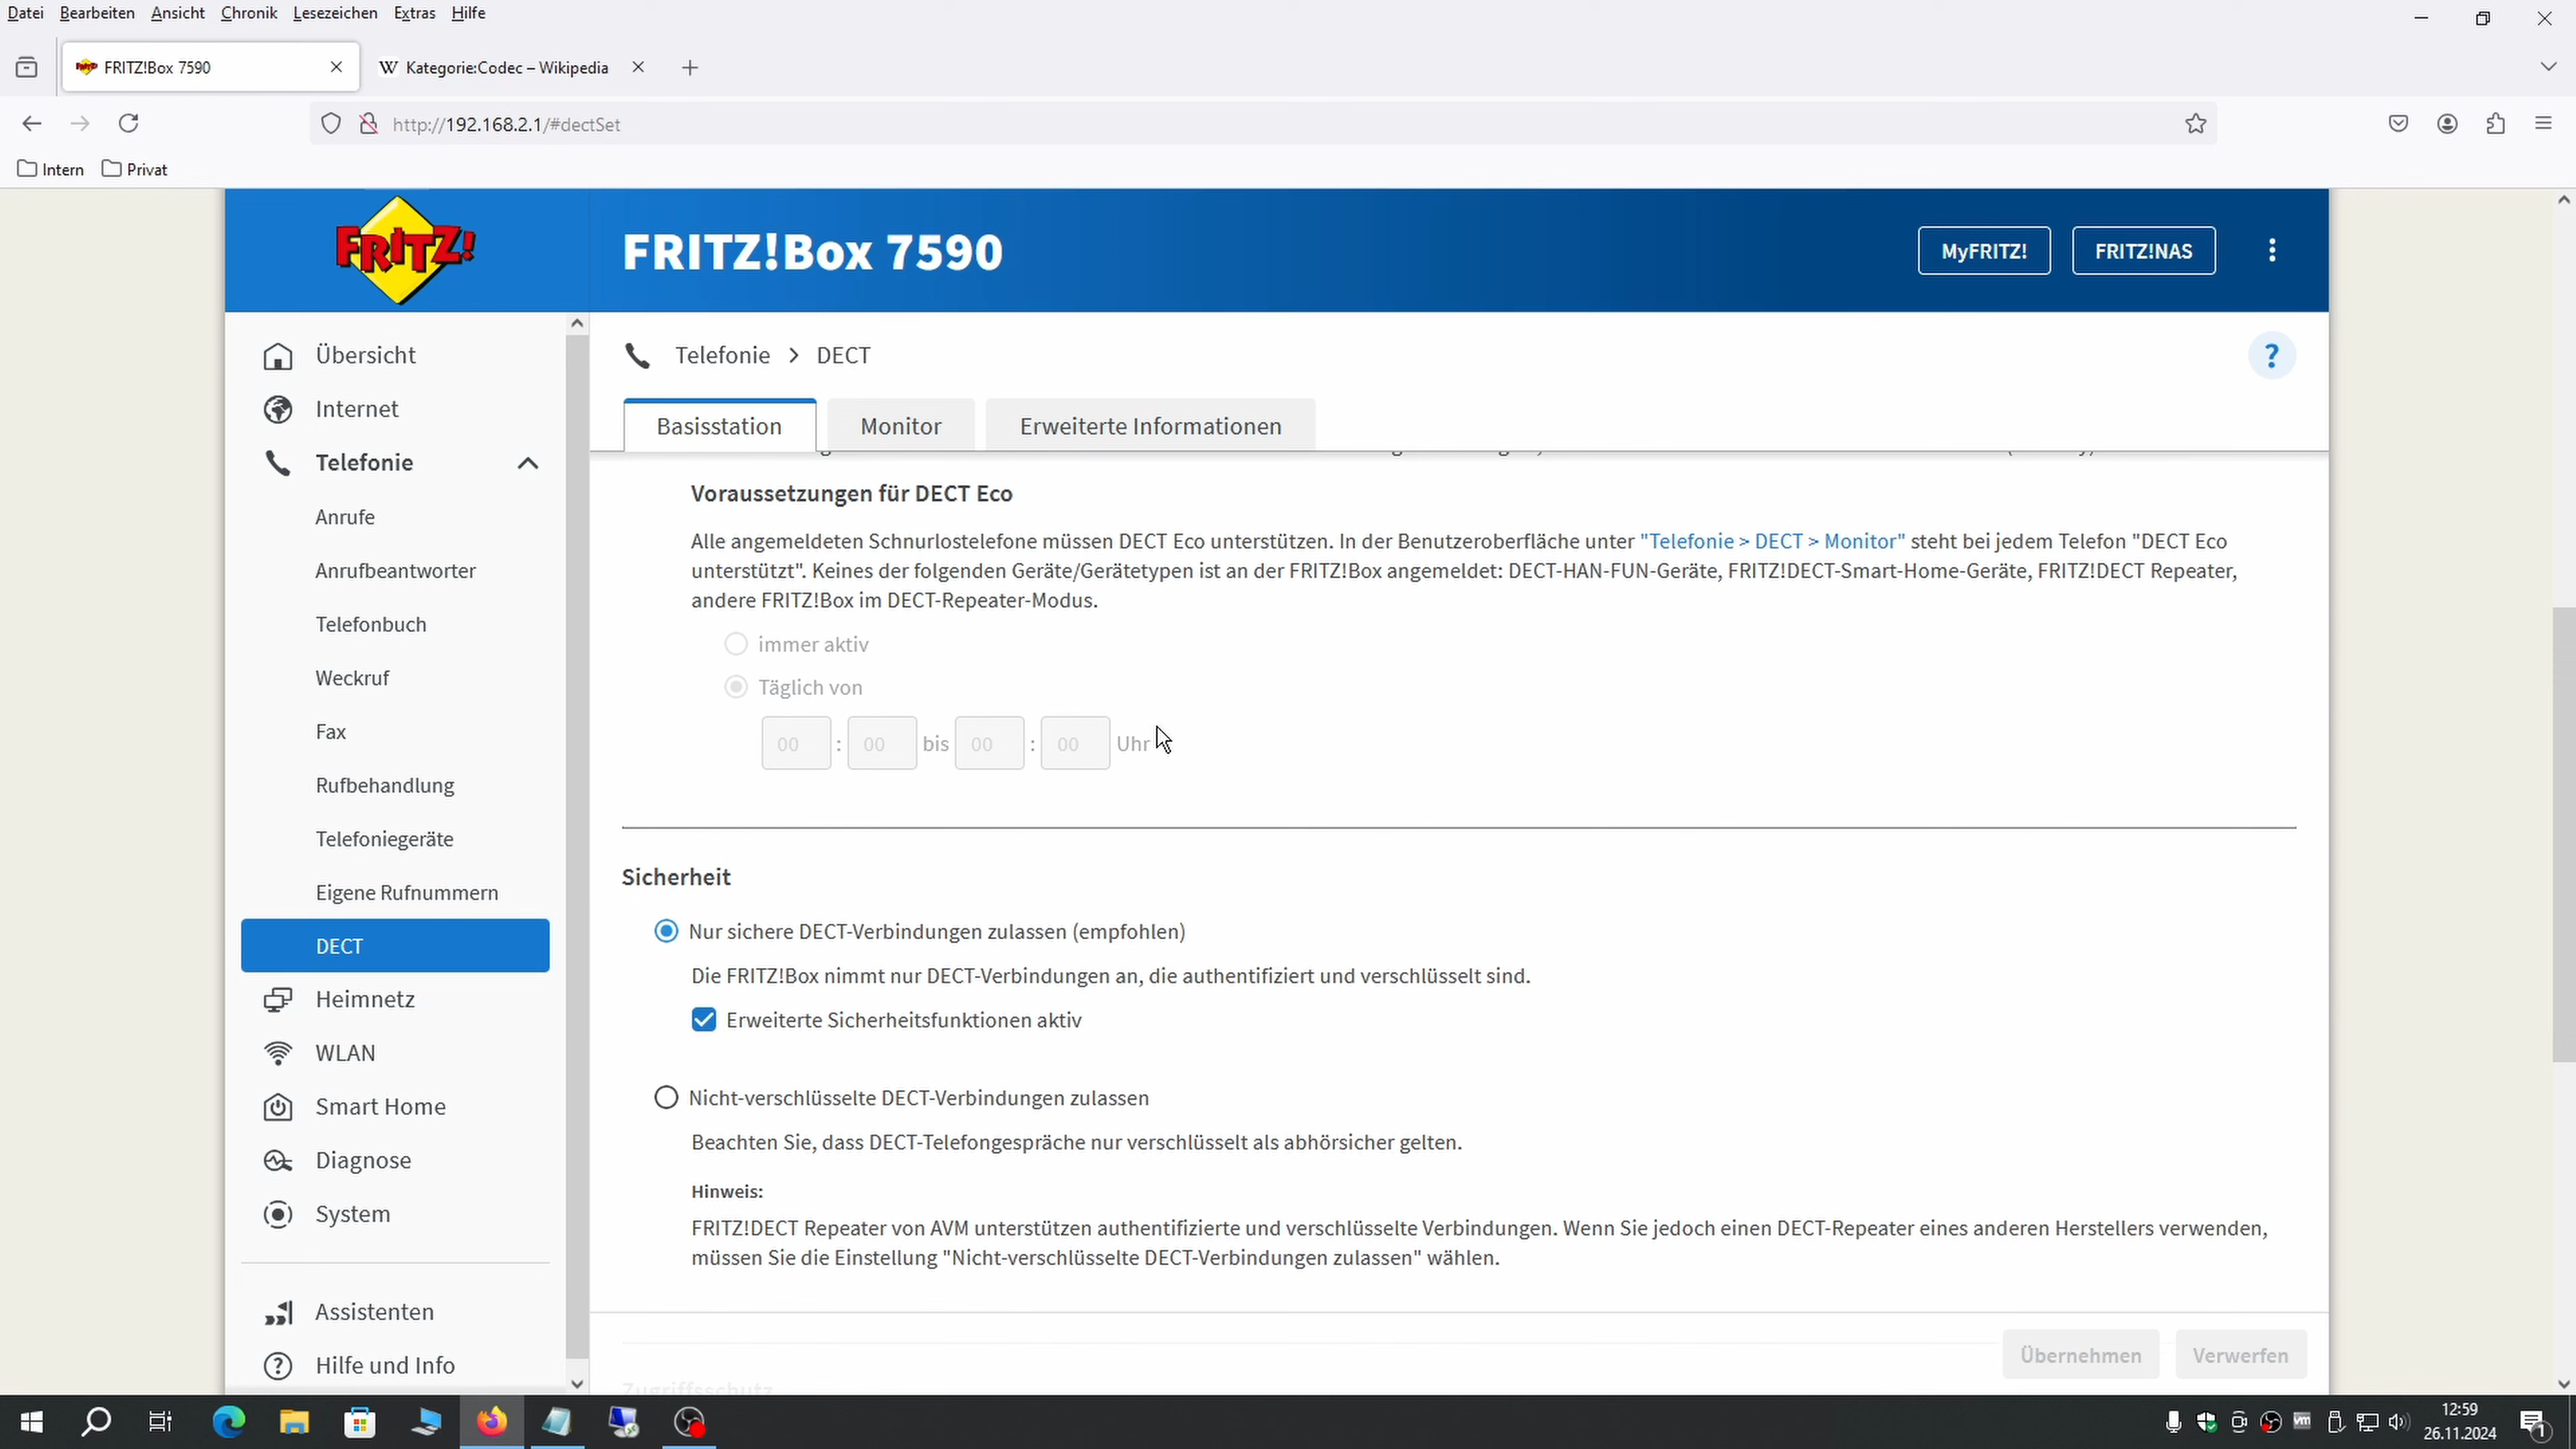 Datei Bearbeiten Ansicht Chronik Lesezeichen Extras Hilfe
FRITZ!Box 7590
W Kategorie:Codec – Wikipedia
http://192.168.2.1/#dectSet
Intern Privat
FRITZ!
FRITZ!Box 7590
MyFRITZ! FRITZ!NAS
Übersicht
Internet
Telefonie
Anrufe
Anrufbeantworter
Telefonbuch
Weckruf
Fax
Rufbehandlung
Telefoniegeräte
Eigene Rufnummern
DECT
Heimnetz
WLAN
Smart Home
Diagnose
System
Assistenten
Hilfe und Info
Telefonie > DECT
?
Basisstation Monitor Erweiterte Informationen
Voraussetzungen für DECT Eco
Alle angemeldeten Schnurlostelefone müssen DECT Eco unterstützen. In der Benutzeroberfläche unter "Telefonie > DECT > Monitor" steht bei jedem Telefon "DECT Eco
unterstützt". Keines der folgenden Geräte/Gerätetypen ist an der FRITZ!Box angemeldet: DECT-HAN-FUN-Geräte, FRITZ!DECT-Smart-Home-Geräte, FRITZ!DECT Repeater,
andere FRITZ!Box im DECT-Repeater-Modus.
immer aktiv
Täglich von
00 : 00 bis 00 : 00 Uhr
Sicherheit
Nur sichere DECT-Verbindungen zulassen (empfohlen)
Die FRITZ!Box nimmt nur DECT-Verbindungen an, die authentifiziert und verschlüsselt sind.
Erweiterte Sicherheitsfunktionen aktiv
Nicht-verschlüsselte DECT-Verbindungen zulassen
Beachten Sie, dass DECT-Telefongespräche nur verschlüsselt als abhörsicher gelten.
Hinweis:
FRITZ!DECT Repeater von AVM unterstützen authentifizierte und verschlüsselte Verbindungen. Wenn Sie jedoch einen DECT-Repeater eines anderen Herstellers verwenden,
müssen Sie die Einstellung "Nicht-verschlüsselte DECT-Verbindungen zulassen" wählen.
Übernehmen Verwerfen
Zugriffsschutz
12:59
26.11.2024
1